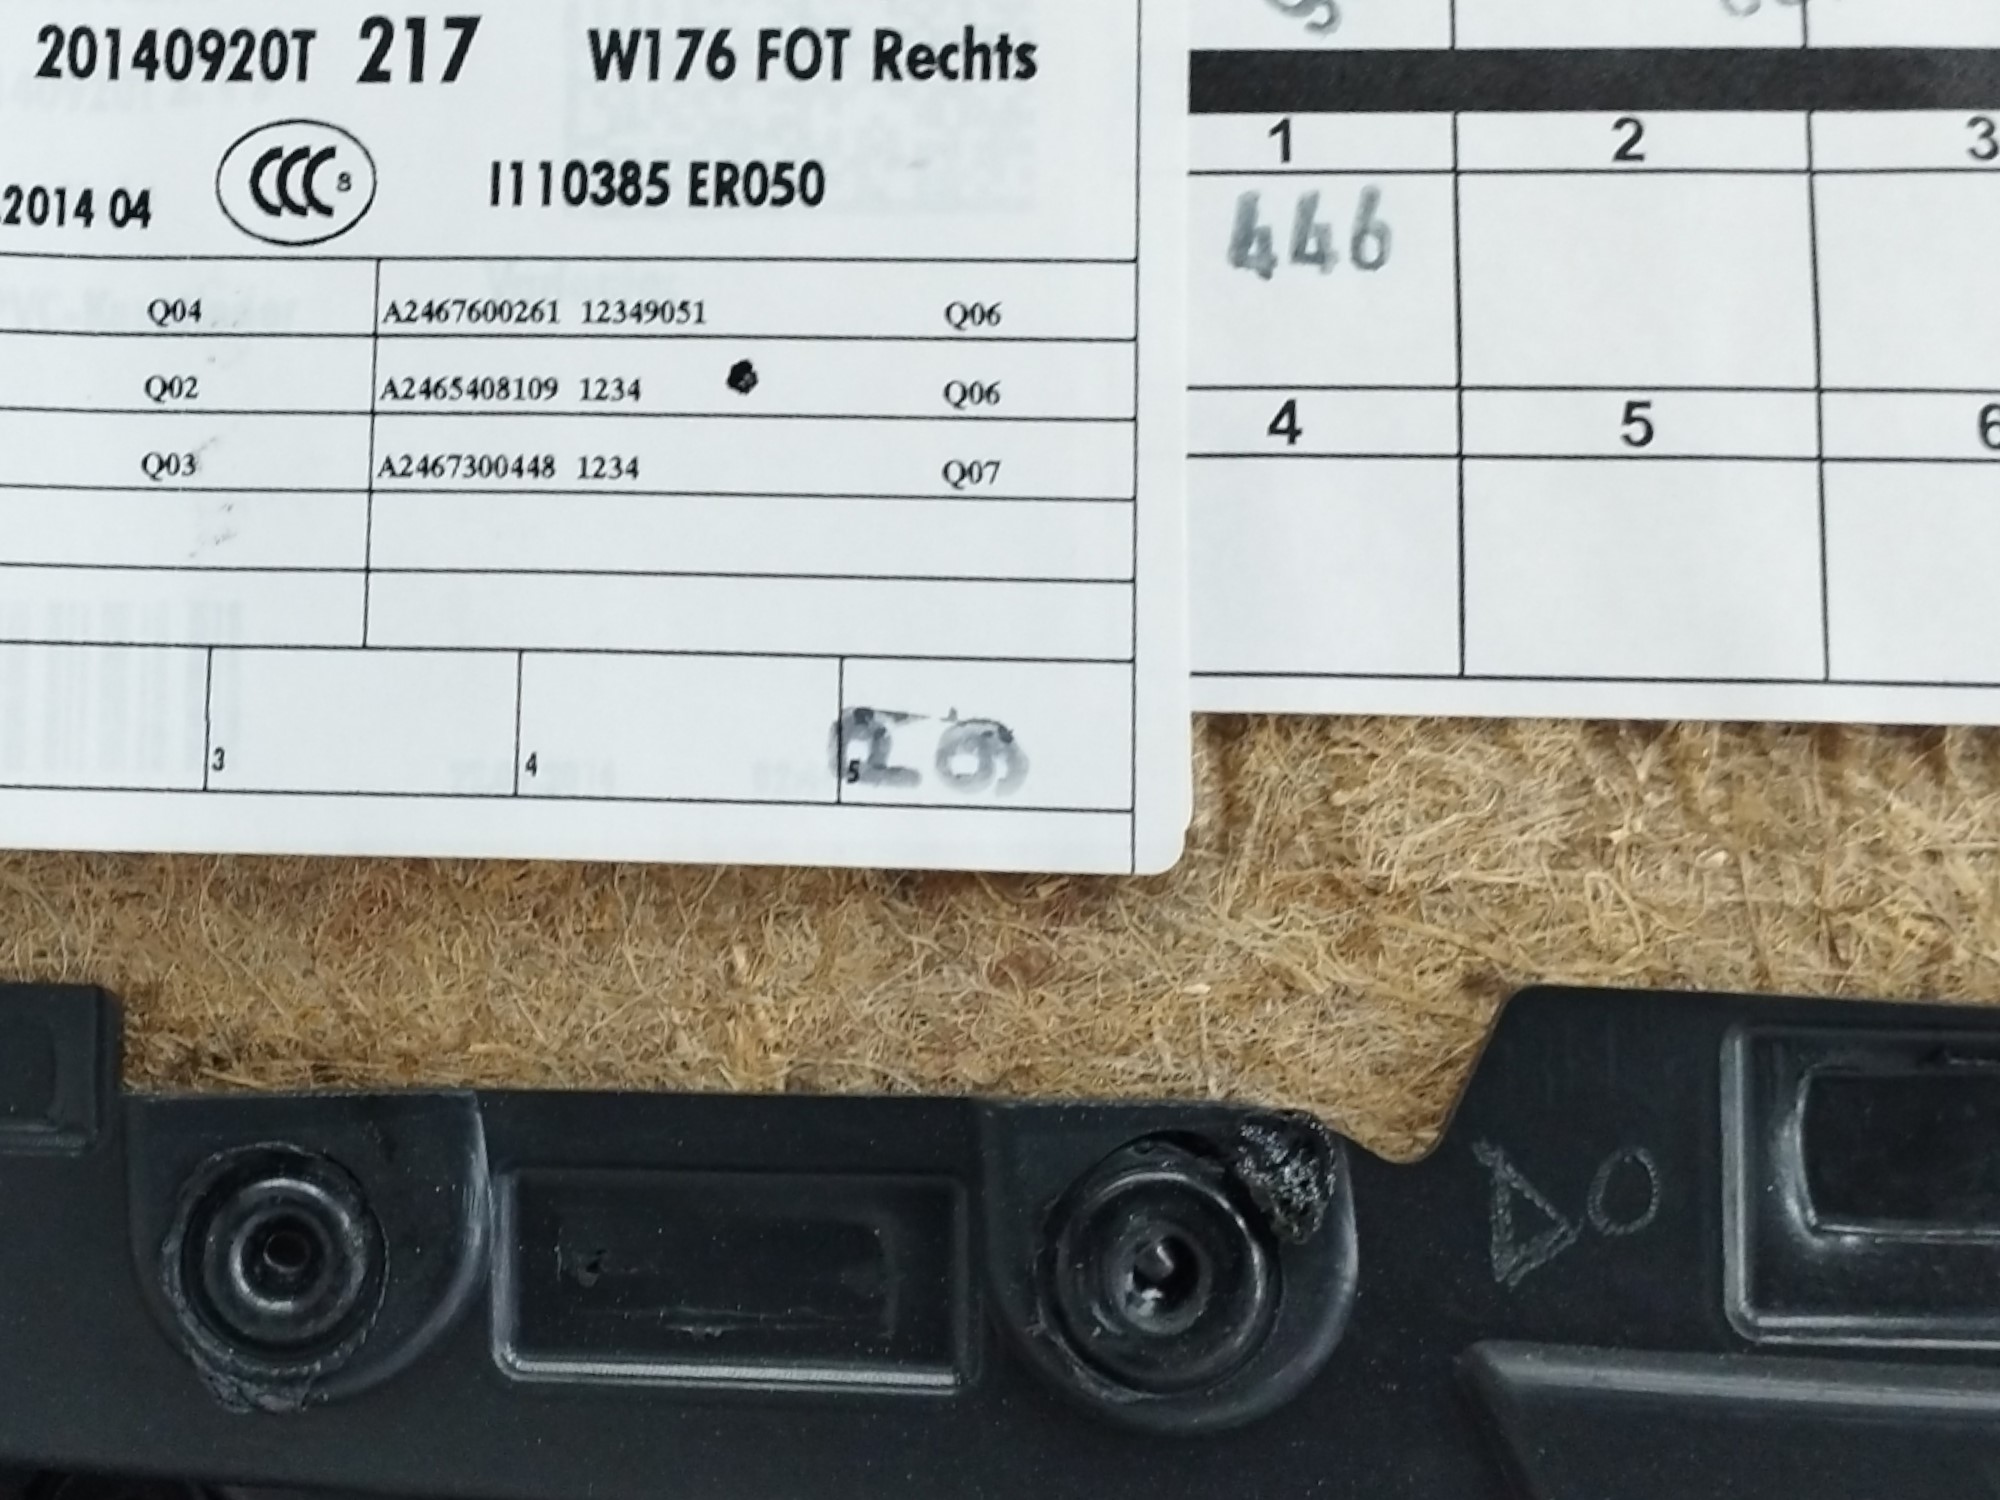 20140920T 217 W176 FOT Rechts
.2014 04 CCC S I110385 ER050
Q04 A2467600261 12349051 Q06
Q02 A2465408109 1234 Q06
Q03 A2467300448 1234 Q07
3 4 5
1 2 3
446
4 5 6